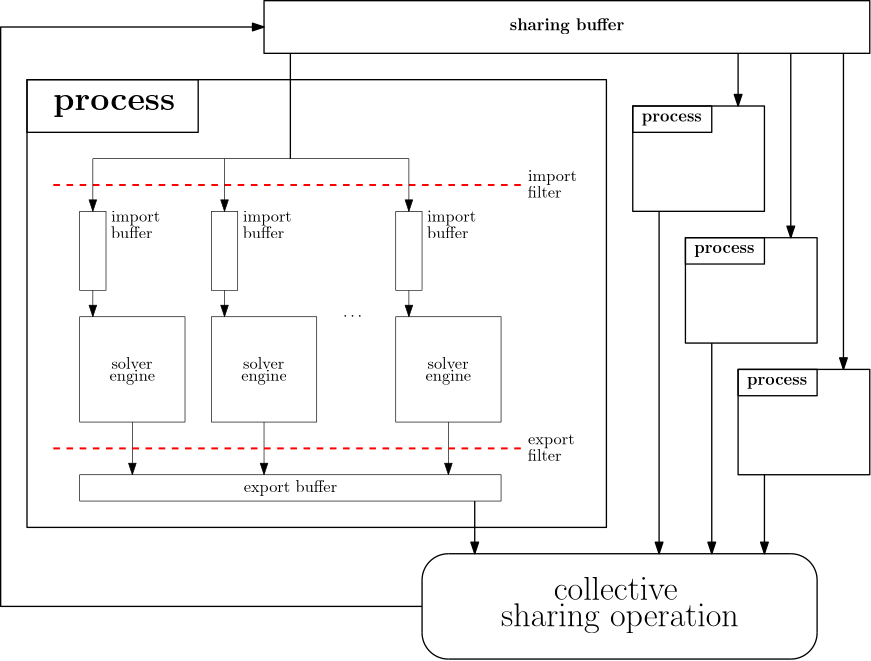 sharing buffer
process
process
import
filter
import
buffer
import
buffer
import
buffer
process
. . .
solver
engine
solver
engine
solver
engine
process
export
filter
export buffer
collective
sharing operation